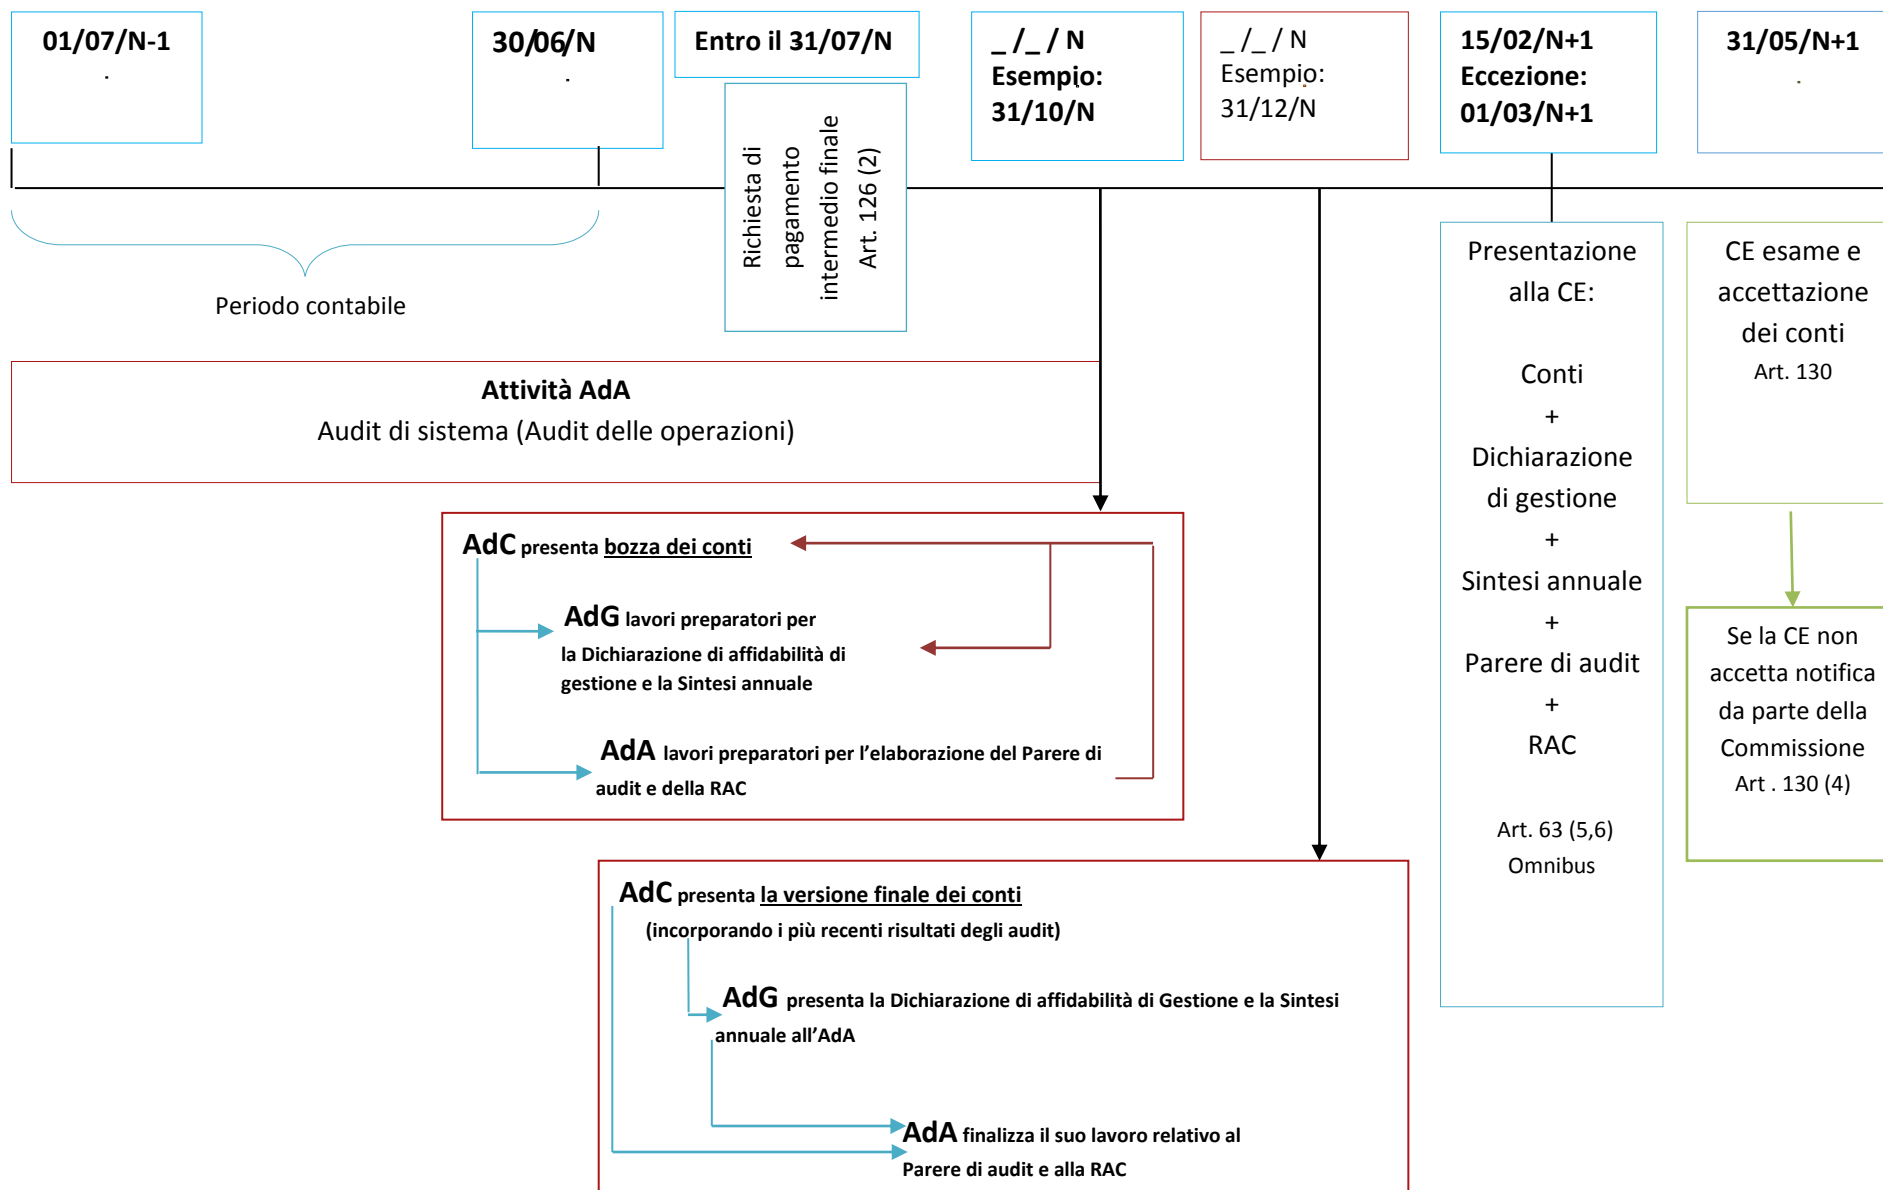 01/07/N-1
.
30/06/N
.
Entro il 31/07/N
_ /_ / N
Esempio:
31/10/N
_ /_ / N
Esempio:
31/12/N
15/02/N+1
Eccezione:
01/03/N+1
31/05/N+1
.
Richiesta di
pagamento
intermedio finale
Art. 126 (2)
Periodo contabile
Attività AdA
Audit di sistema (Audit delle operazioni)
AdC presenta bozza dei conti
AdG lavori preparatori per
la Dichiarazione di affidabilità di
gestione e la Sintesi annuale
AdA lavori preparatori per l'elaborazione del Parere di
audit e della RAC
AdC presenta la versione finale dei conti
(incorporando i più recenti risultati degli audit)
AdG presenta la Dichiarazione di affidabilità di Gestione e la Sintesi
annuale all'AdA
AdA finalizza il suo lavoro relativo al
Parere di audit e alla RAC
Presentazione
alla CE:
Conti
+
Dichiarazione
di gestione
+
Sintesi annuale
+
Parere di audit
+
RAC
Art. 63 (5,6)
Omnibus
CE esame e
accettazione
dei conti
Art. 130
Se la CE non
accetta notifica
da parte della
Commissione
Art . 130 (4)